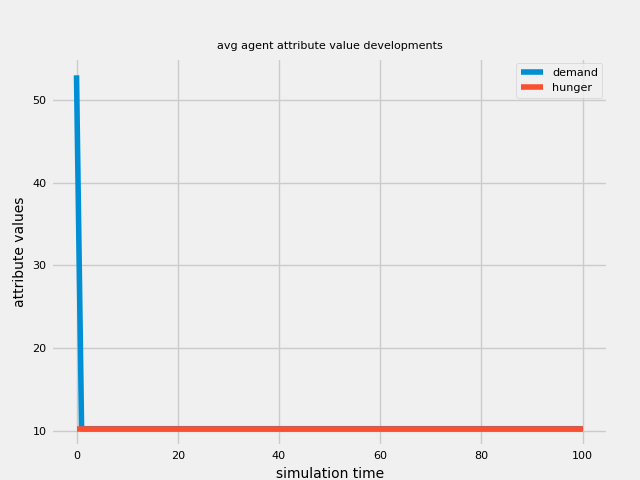 avg agent attribute value developments
demand
hunger
50
40
30
20
10
attribute values
0 20 40 60 80 100
simulation time